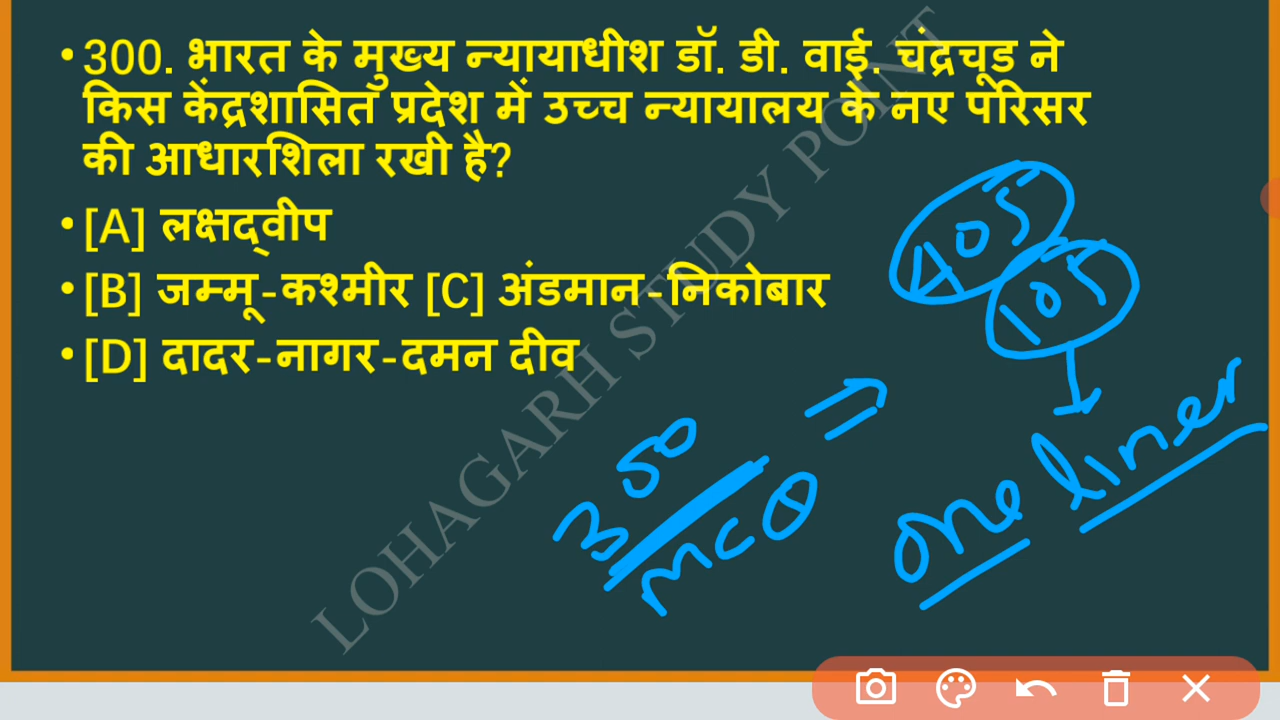 • 300. भारत के मुख्य न्यायाधीश डॉ. डी. वाई. चंद्रचूड़ ने
किस केंद्रशासित प्रदेश में उच्च न्यायालय के नए परिसर
की आधारशिला रखी है?
• [A] लक्षद्वीप
• [B] जम्मू-कश्मीर [C] अंडमान-निकोबार
• [D] दादर-नागर-दमन दीव
LOHAGARH STUDY POINT
405
105
350
MCQ ⇒
one liner